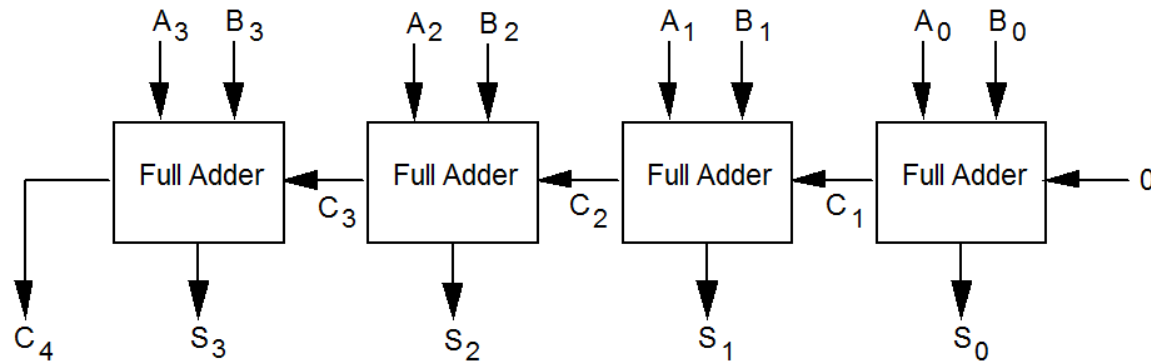 A3 B3 A2 B2 A1 B1 A0 B0
Full Adder Full Adder Full Adder Full Adder 0
C3 C2 C1
C4 S3 S2 S1 S0